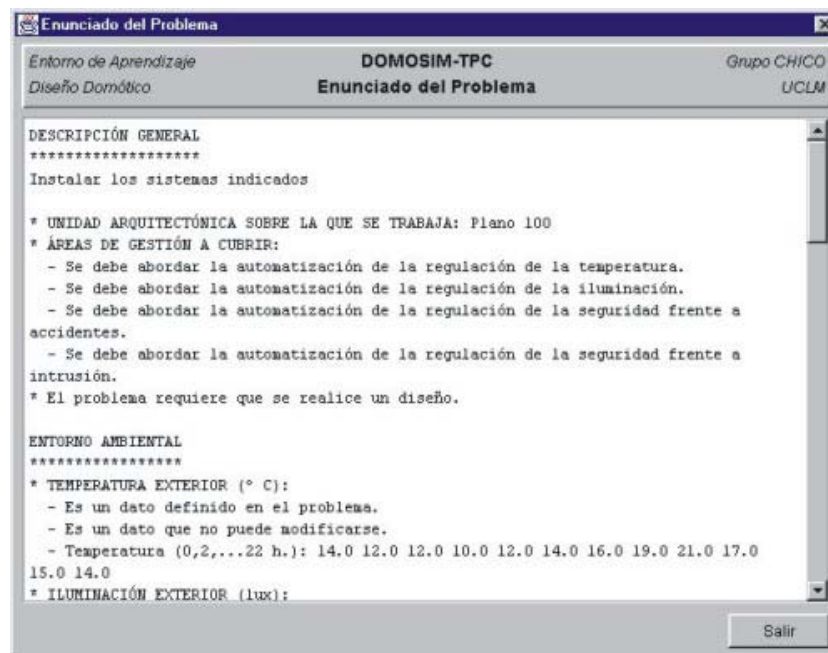 Enunciado del Problema
Entorno de Aprendizaje DOMOSIM-TPC Grupo CHICO
Diseño Domótico Enunciado del Problema UCLM
DESCRIPCIÓN GENERAL
*******************
Instalar los sistemas indicados
* UNIDAD ARQUITECTÓNICA SOBRE LA QUE SE TRABAJA: Plano 100
* ÁREAS DE GESTIÓN A CUBRIR:
- Se debe abordar la automatización de la regulación de la temperatura.
- Se debe abordar la automatización de la regulación de la iluminación.
- Se debe abordar la automatización de la regulación de la seguridad frente a
accidentes.
- Se debe abordar la automatización de la regulación de la seguridad frente a
intrusión.
* El problema requiere que se realice un diseño.
ENTORNO AMBIENTAL
*****************
* TEMPERATURA EXTERIOR (° C):
- Es un dato definido en el problema.
- Es un dato que no puede modificarse.
- Temperatura (0,2,...22 h.): 14.0 12.0 12.0 10.0 12.0 14.0 16.0 19.0 21.0 17.0
15.0 14.0
* ILUMINACIÓN EXTERIOR (lux):
Salir